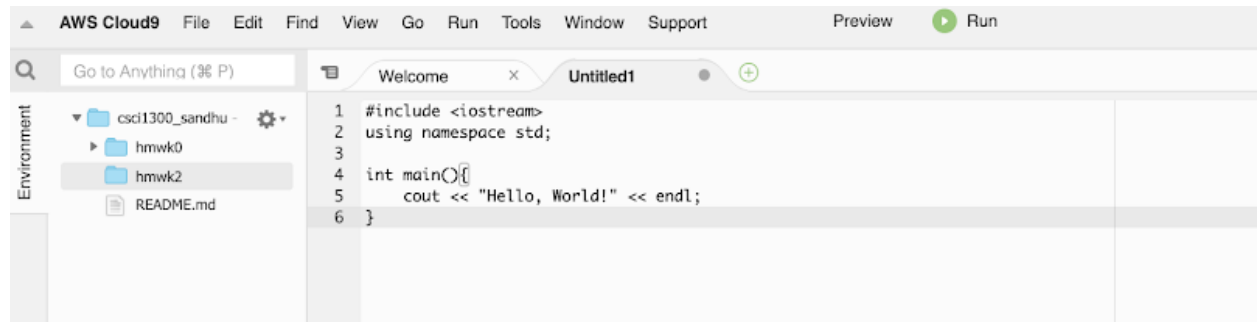 AWS Cloud9 File Edit Find View Go Run Tools Window Support Preview Run
Go to Anything (⌘ P)
Welcome × Untitled1
Environment
csci1300_sandhu -
hmwk0
hmwk2
README.md
1 #include <iostream>
2 using namespace std;
3
4 int main(){
5     cout << "Hello, World!" << endl;
6 }